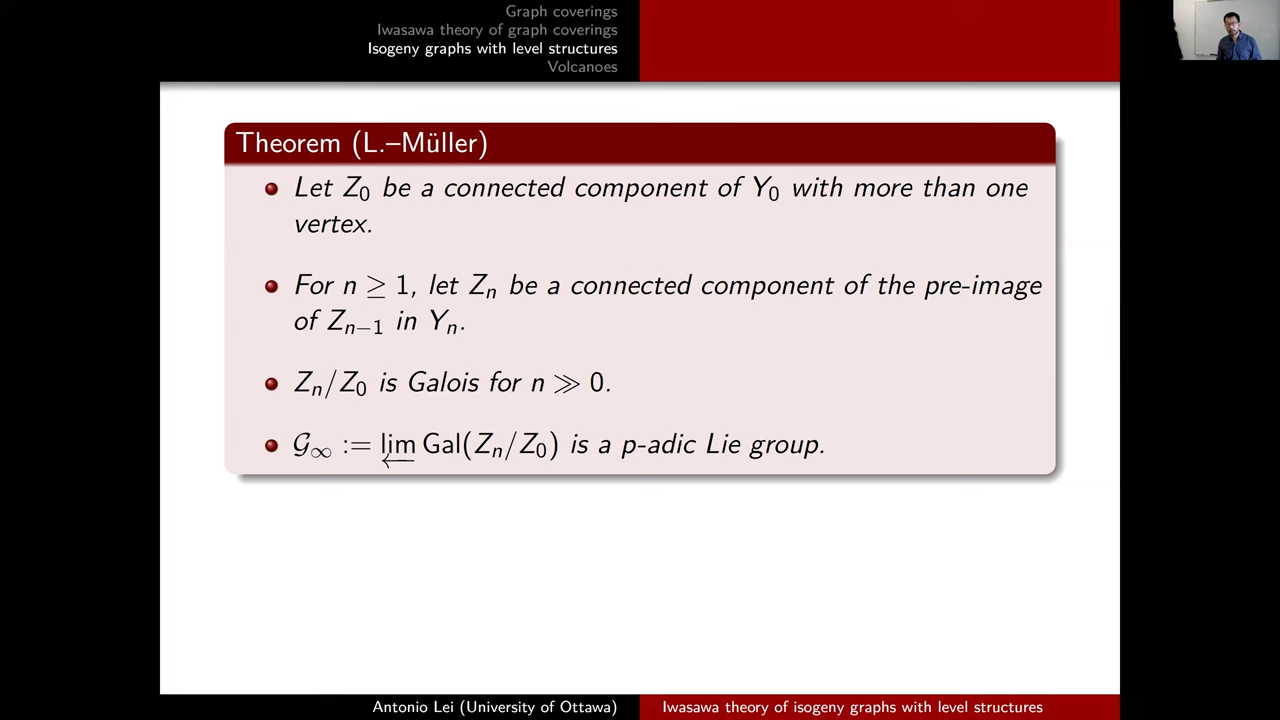 Graph coverings
Iwasawa theory of graph coverings
Isogeny graphs with level structures
Volcanoes
Theorem (L.–Müller)
Let Z₀ be a connected component of Y₀ with more than one
vertex.
For n ≥ 1, let Zₙ be a connected component of the pre-image
of Zₙ₋₁ in Yₙ.
Zₙ/Z₀ is Galois for n ≫ 0.
𝒢∞ := lim← Gal(Zₙ/Z₀) is a p-adic Lie group.
Antonio Lei (University of Ottawa)
Iwasawa theory of isogeny graphs with level structures